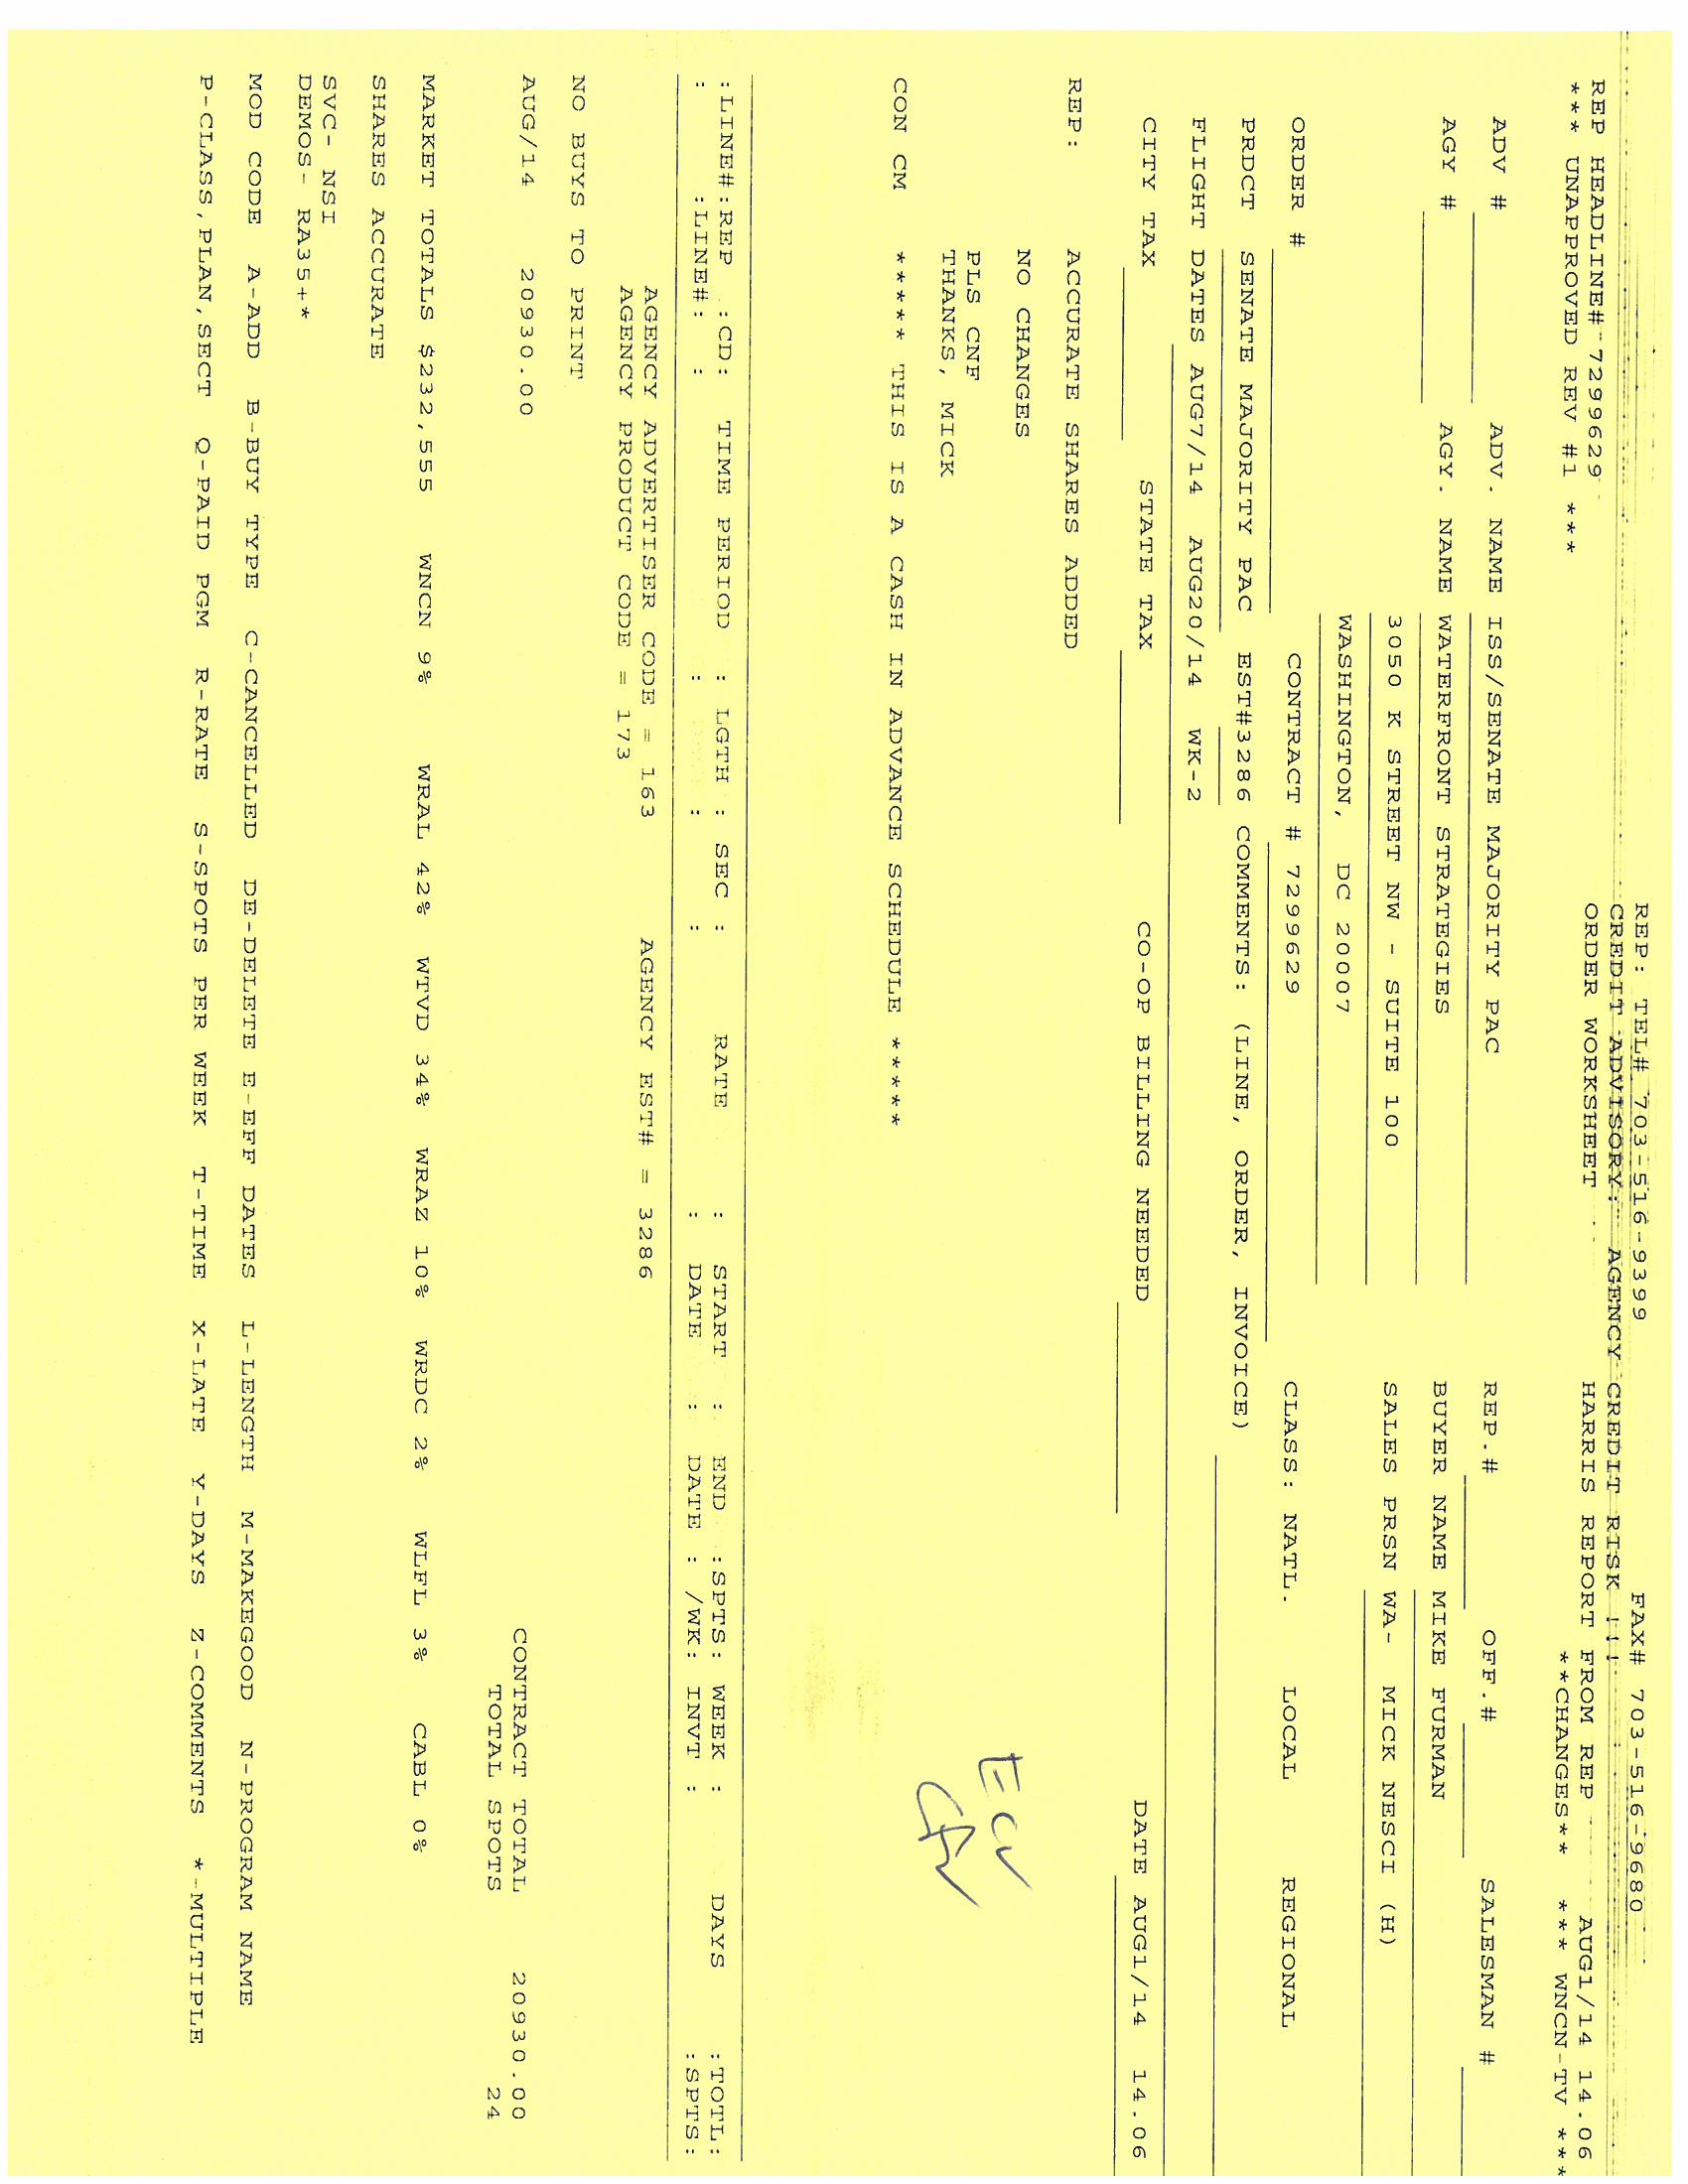 REP: TEL# 703-516-9399 FAX# 703-516-9680
CREDIT ADVISORY: AGENCY CREDIT RISK !!!
REP HEADLINE# 7299629 ORDER WORKSHEET HARRIS REPORT FROM REP AUG1/14 14.06
*** UNAPPROVED REV #1 *** **CHANGES** *** WNCN-TV ***
ADV # ADV. NAME ISS/SENATE MAJORITY PAC REP.# OFF.# SALESMAN #
AGY # AGY. NAME WATERFRONT STRATEGIES BUYER NAME MIKE FURMAN
3050 K STREET NW - SUITE 100 SALES PRSN WA- MICK NESCI (H)
WASHINGTON, DC 20007
ORDER # CONTRACT # 7299629 CLASS: NATL. LOCAL REGIONAL
PRDCT SENATE MAJORITY PAC EST#3286 COMMENTS: (LINE, ORDER, INVOICE)
FLIGHT DATES AUG7/14 AUG20/14 WK-2
CITY TAX STATE TAX CO-OP BILLING NEEDED DATE AUG1/14 14.06
REP: ACCURATE SHARES ADDED
NO CHANGES
PLS CNF
THANKS, MICK
CON CM ***** THIS IS A CASH IN ADVANCE SCHEDULE *****
:LINE#:REP :CD: TIME PERIOD : LGTH : SEC : RATE : START : END :SPTS: WEEK : DAYS :TOTL:
: :LINE#: : : : : : DATE : DATE : /WK: INVT : :SPTS:
AGENCY ADVERTISER CODE = 163 AGENCY EST# = 3286
AGENCY PRODUCT CODE = 173
NO BUYS TO PRINT
AUG/14 20930.00 CONTRACT TOTAL 20930.00
TOTAL SPOTS 24
MARKET TOTALS $232,555 WNCN 9% WRAL 42% WTVD 34% WRAZ 10% WRDC 2% WLFL 3% CABL 0%
SHARES ACCURATE
SVC- NSI
DEMOS- RA35+*
MOD CODE A-ADD B-BUY TYPE C-CANCELLED DE-DELETE E-EFF DATES L-LENGTH M-MAKEGOOD N-PROGRAM NAME
P-CLASS,PLAN,SECT Q-PAID PGM R-RATE S-SPOTS PER WEEK T-TIME X-LATE Y-DAYS Z-COMMENTS *-MULTIPLE